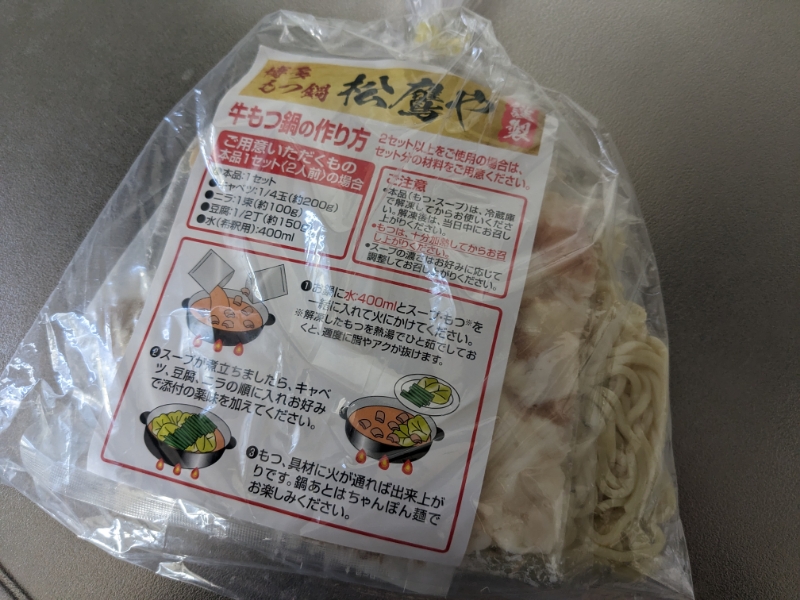 博多
もつ鍋
松鷹や
謹製
牛もつ鍋の作り方
2セット以上をご使用の場合は、
セット分の材料をご用意ください。
ご用意いただくもの
本品1セット〈2人前〉の場合
本品:1セット
●キャベツ:1/4玉(約200g)
●ニラ:1束(約100g)
●豆腐:1/2丁(約150g)
●水(希釈用):400ml
ご注意
●本品(もつ・スープ)は、冷蔵庫
で解凍してからお使いくださ
い。解凍後は、当日中にお召し
上がりください。
●もつは、十分加熱してからお召
し上がりください。
●スープの濃さはお好みに応じて
調整してお召し上がりください。
❶お鍋に水:400mlとスープ・もつ※を
一緒に入れて火にかけてください。
※解凍したもつを熱湯でひと茹でしてお
くと、適度に脂やアクが抜けます。
❷スープが煮立ちましたら、キャベ
ツ、豆腐、ニラの順に入れお好み
で添付の薬味を加えてください。
❸もつ、具材に火が通れば出来上が
りです。鍋あとはちゃんぽん麺で
お楽しみください。